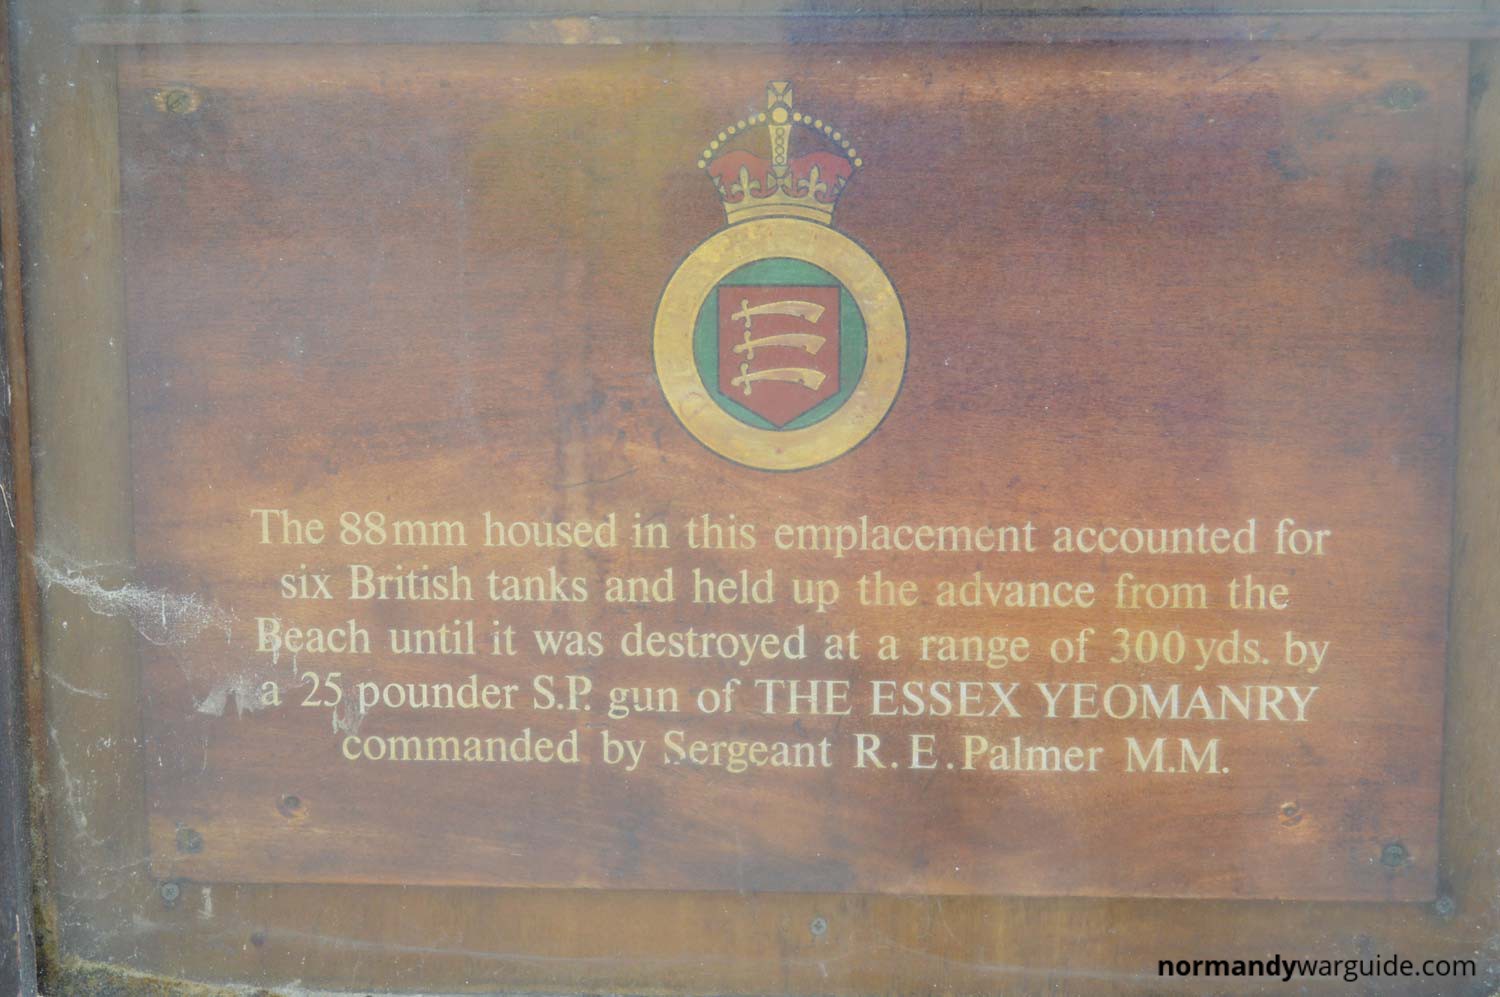 The 88mm housed in this emplacement accounted for
six British tanks and held up the advance from the
Beach until it was destroyed at a range of 300 yds. by
a 25 pounder S.P. gun of THE ESSEX YEOMANRY
commanded by Sergeant R.E. Palmer M.M.
normandywarguide.com